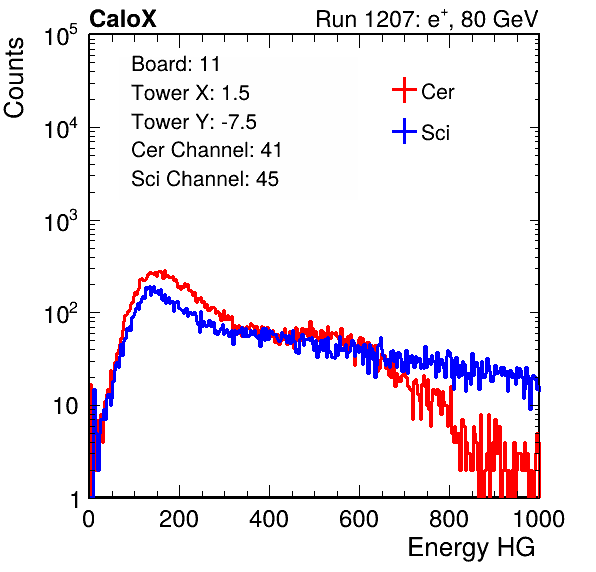 CaloX Run 1207: e⁺, 80 GeV
Counts
10⁵
10⁴
10³
10²
10
1
Board: 11
Tower X: 1.5
Tower Y: -7.5
Cer Channel: 41
Sci Channel: 45
Cer
Sci
0 200 400 600 800 1000
Energy HG